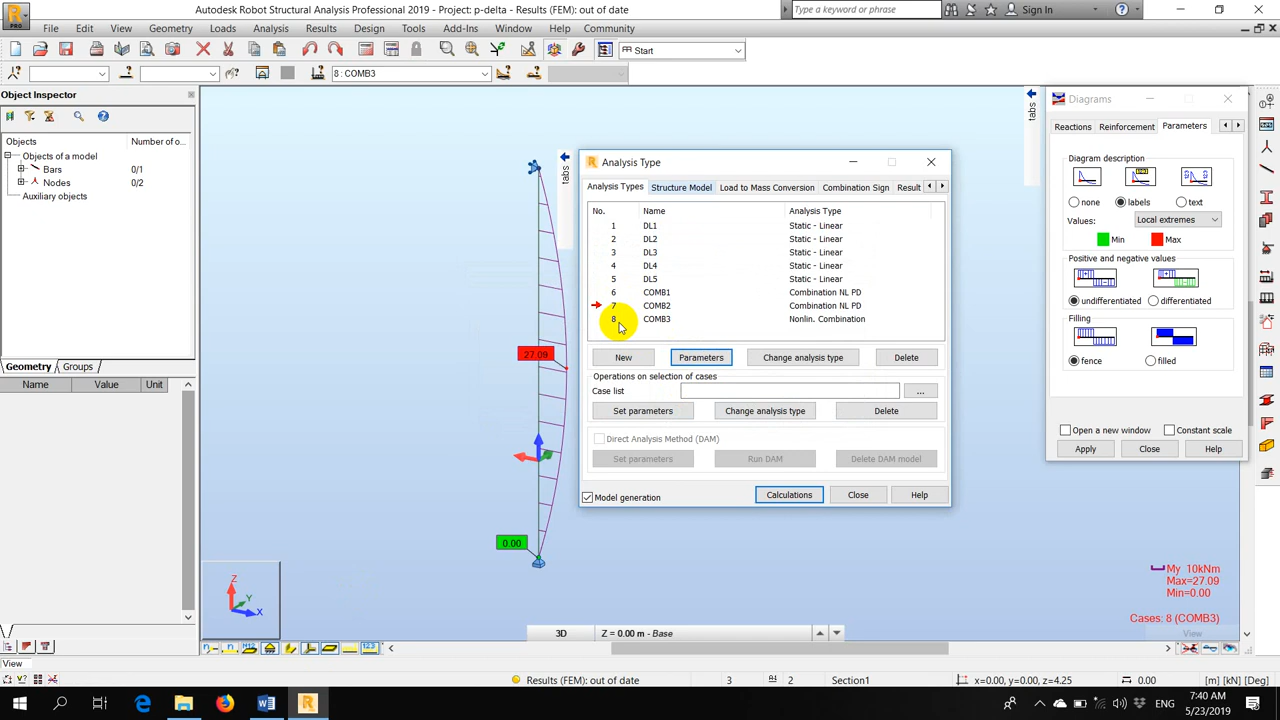 Autodesk Robot Structural Analysis Professional 2019 - Project: p-delta - Results (FEM): out of date
Type a keyword or phrase
Sign In
PRO
File Edit View Geometry Loads Analysis Results Design Tools Add-Ins Window Help Community
Start
8 : COMB3
Object Inspector
Objects Number of o...
Objects of a model
Bars 0/1
Nodes 0/2
Auxiliary objects
Geometry Groups
Name Value Unit
tabs
27.09
0.00
Z
Y
X
Analysis Type
Analysis Types Structure Model Load to Mass Conversion Combination Sign Result
No. Name Analysis Type
1 DL1 Static - Linear
2 DL2 Static - Linear
3 DL3 Static - Linear
4 DL4 Static - Linear
5 DL5 Static - Linear
6 COMB1 Combination NL PD
7 COMB2 Combination NL PD
8 COMB3 Nonlin. Combination
New Parameters Change analysis type Delete
Operations on selection of cases
Case list ...
Set parameters Change analysis type Delete
Direct Analysis Method (DAM)
Set parameters Run DAM Delete DAM model
Model generation Calculations Close Help
tabs
Diagrams
Reactions Reinforcement Parameters
Diagram description
none labels text
Values: Local extremes
Min Max
Positive and negative values
undifferentiated differentiated
Filling
fence filled
Open a new window Constant scale
Apply Close Help
My 10kNm
Max=27.09
Min=0.00
Cases: 8 (COMB3)
3D Z = 0.00 m - Base
View
View
Results (FEM): out of date 3 2 Section1 x=0.00, y=0.00, z=4.25 0.00 [m] [kN] [Deg]
ENG
7:40 AM
5/23/2019